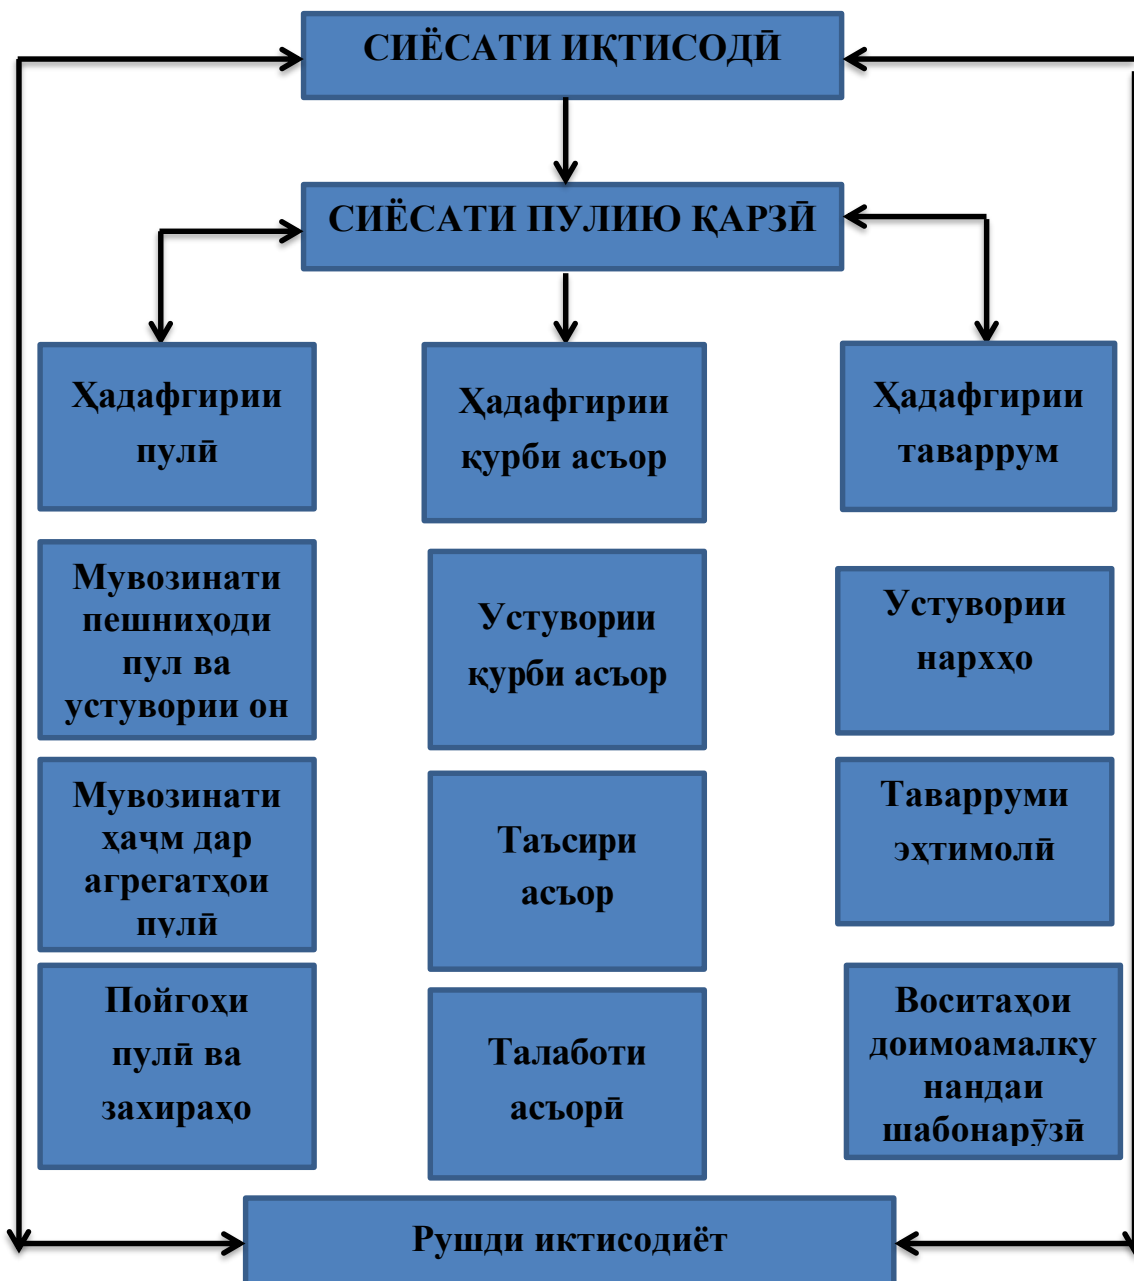 СИЁСАТИ ИҚТИСОДӢ
СИЁСАТИ ПУЛИЮ ҚАРЗӢ
Ҳадафгирии
пулӣ
Ҳадафгирии
қурби асъор
Ҳадафгирии
таваррум
Мувозинати
пешниҳоди
пул ва
устувории он
Устувории
қурби асъор
Устувории
нархҳо
Мувозинати
ҳаҷм дар
агрегатҳои
пулӣ
Таъсири
асъор
Таварруми
эҳтимолӣ
Пойгоҳи
пулӣ ва
захираҳо
Талаботи
асъорӣ
Воситаҳои
доимоамалку
нандаи
шабонарӯзӣ
Рушди иктисодиёт